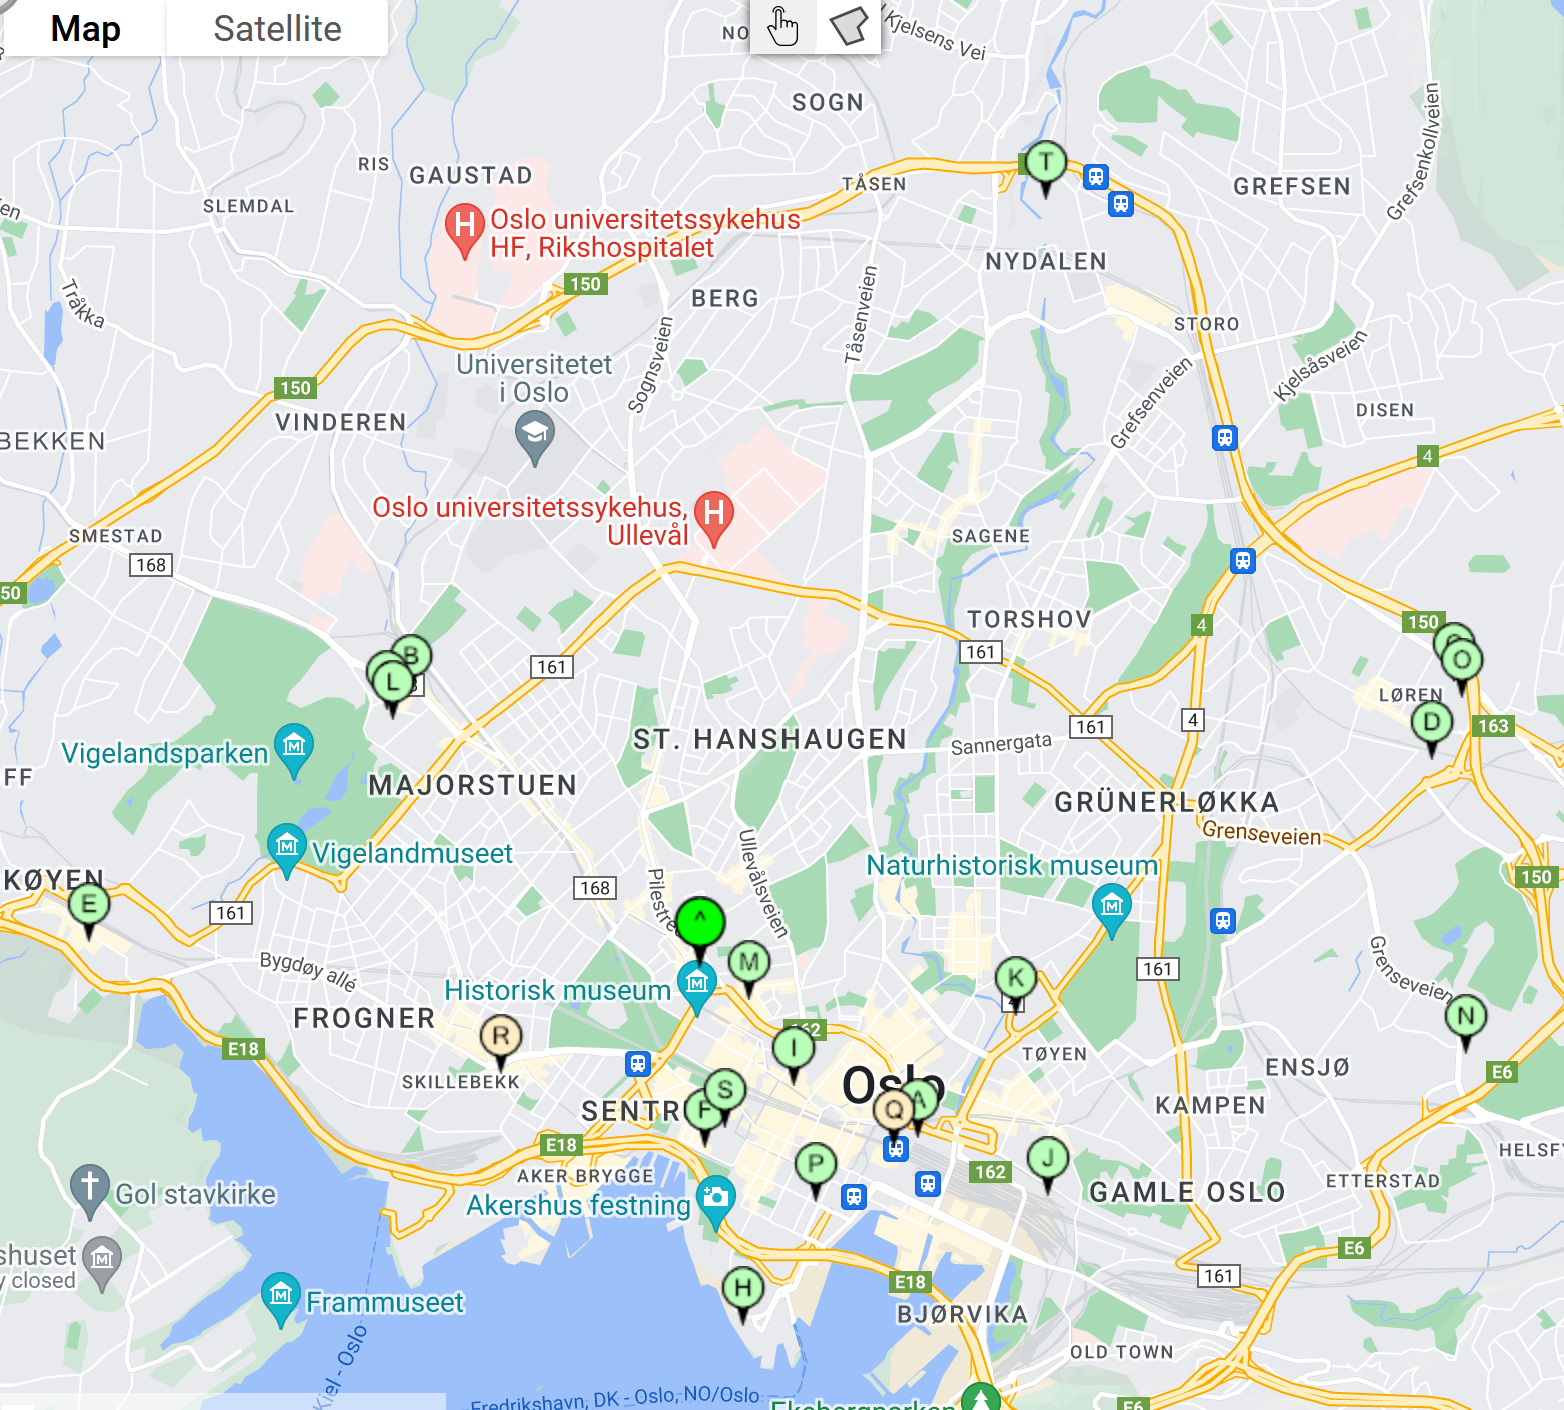 Map
Satellite
Kjelsens Vei
SOGN
RIS
GAUSTAD
TÅSEN
T
GREFSEN
Grefsenkollveien
SLEMDAL
H
Oslo universitetssykehus
HF, Rikshospitalet
NYDALEN
150
BERG
Tråkka
Tåsenveien
STORO
Sognsveien
Universitetet
i Oslo
Kjelsåsveien
Grefsenveien
150
VINDEREN
DISEN
BEKKEN
4
Oslo universitetssykehus,
Ullevål
H
SMESTAD
SAGENE
168
50
TORSHOV
4
150
161
161
B
L
O
LØREN
D
163
161
4
ST. HANSHAUGEN
Sannergata
Vigelandsparken
FF
MAJORSTUEN
GRÜNERLØKKA
Grenseveien
Vigelandmuseet
Ullevålsveien
Naturhistorisk museum
KØYEN
E
168
150
161
^
M
Bygdøy allé
Historisk museum
K
161
Grenseveien
FROGNER
N
R
62
I
TØYEN
E18
SKILLEBEKK
ENSJØ
E6
Oslo
S
F
SENTR
Q
A
KAMPEN
E18
AKER BRYGGE
P
J
162
GAMLE OSLO
ETTERSTAD
HELSF
Gol stavkirke
Akershus festning
shuset
y closed
E6
161
H
E18
Frammuseet
BJØRVIKA
OLD TOWN
Kiel - Oslo
Fredrikshavn, DK - Oslo, NO/Oslo
Ekebergparken
E6